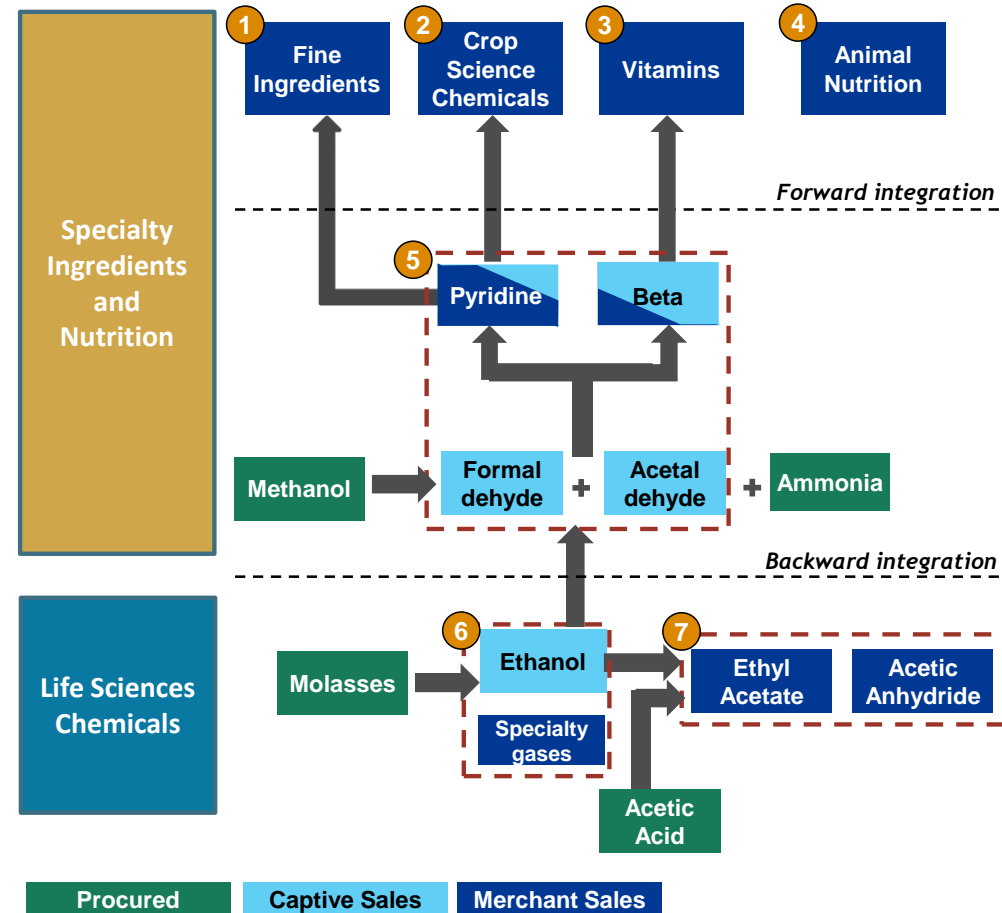 1
Fine
Ingredients
2
Crop
Science
Chemicals
3
Vitamins
4
Animal
Nutrition
Forward integration
Specialty
Ingredients
and
Nutrition
5
Pyridine
Beta
Methanol
Formal
dehyde
+
Acetal
dehyde
+
Ammonia
Backward integration
Life Sciences
Chemicals
6
Molasses
Ethanol
Specialty
gases
7
Ethyl
Acetate
Acetic
Anhydride
Acetic
Acid
Procured
Captive Sales
Merchant Sales